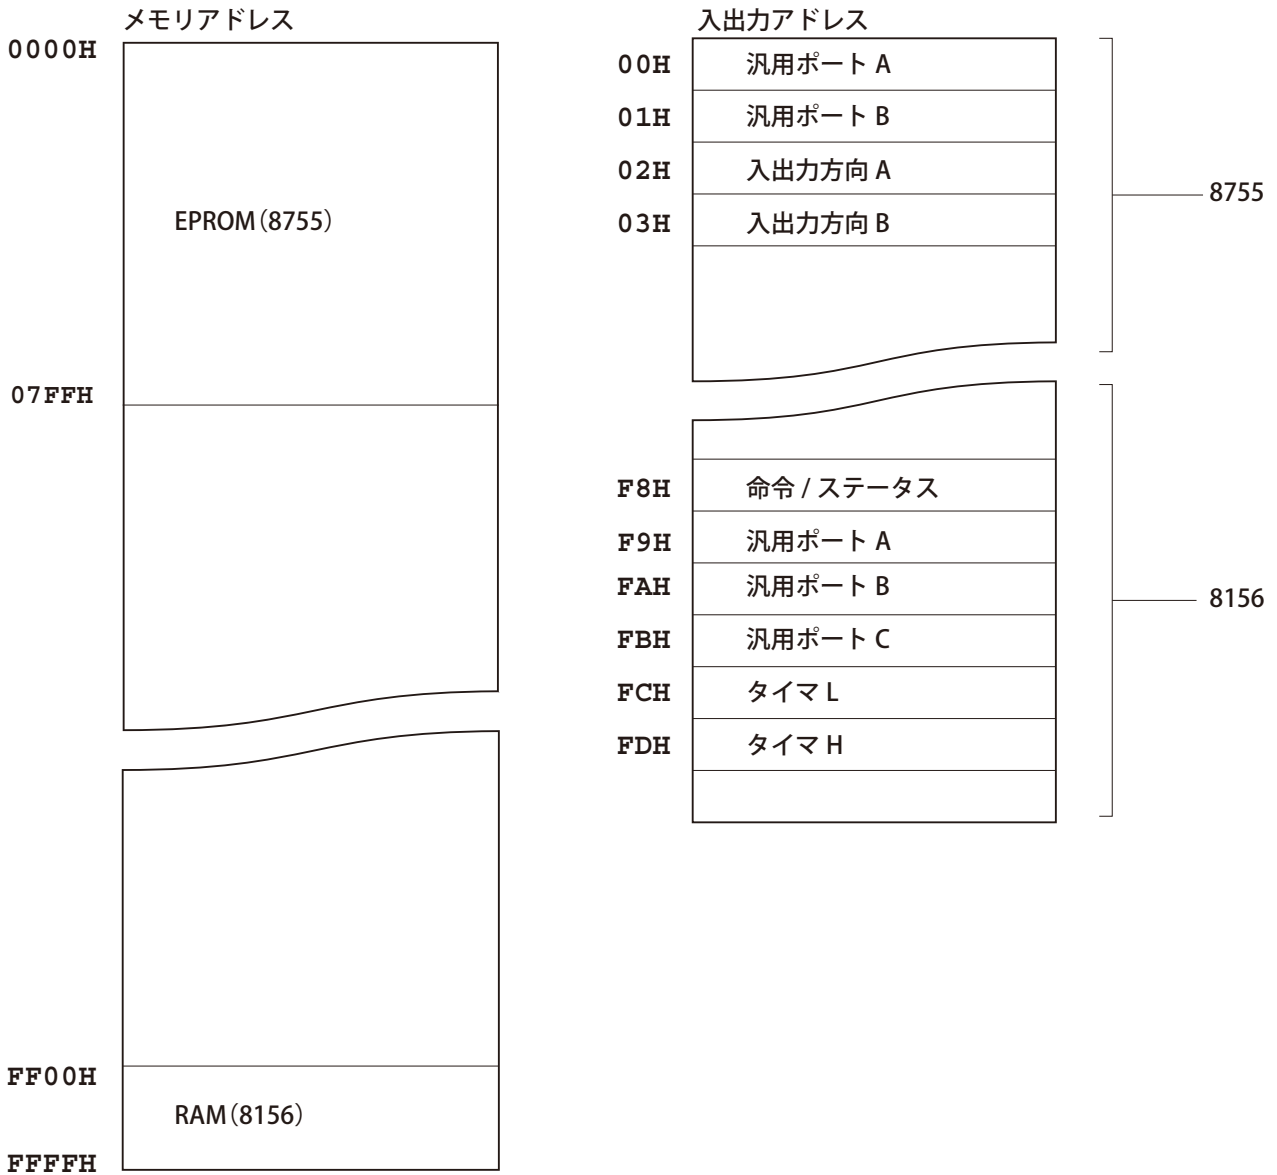 メモリアドレス
0000H
EPROM(8755)
07FFH
FF00H
RAM(8156)
FFFFH
入出力アドレス
00H 汎用ポート A
01H 汎用ポート B
02H 入出力方向 A
03H 入出力方向 B
8755
F8H 命令 / ステータス
F9H 汎用ポート A
FAH 汎用ポート B
FBH 汎用ポート C
FCH タイマ L
FDH タイマ H
8156